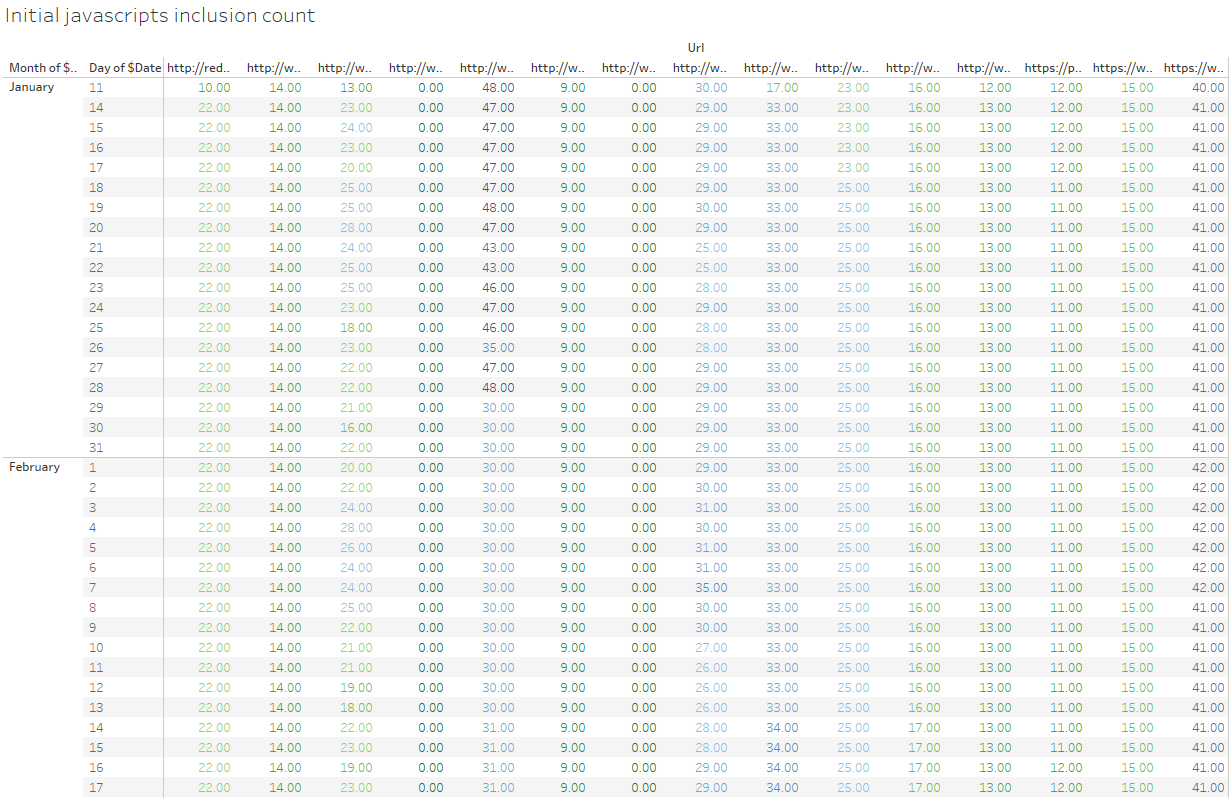 Initial javascripts inclusion count
Url
Month of $.. Day of $Date http://red.. http://w.. http://w.. http://w.. http://w.. http://w.. http://w.. http://w.. http://w.. http://w.. http://w.. http://w.. https://p.. https://w.. https://w..
January 11 10.00 14.00 13.00 0.00 48.00 9.00 0.00 30.00 17.00 23.00 16.00 12.00 12.00 15.00 40.00
14 22.00 14.00 23.00 0.00 47.00 9.00 0.00 29.00 33.00 23.00 16.00 13.00 12.00 15.00 41.00
15 22.00 14.00 24.00 0.00 47.00 9.00 0.00 29.00 33.00 23.00 16.00 13.00 12.00 15.00 41.00
16 22.00 14.00 23.00 0.00 47.00 9.00 0.00 29.00 33.00 23.00 16.00 13.00 12.00 15.00 41.00
17 22.00 14.00 20.00 0.00 47.00 9.00 0.00 29.00 33.00 23.00 16.00 13.00 12.00 15.00 41.00
18 22.00 14.00 25.00 0.00 47.00 9.00 0.00 29.00 33.00 25.00 16.00 13.00 11.00 15.00 41.00
19 22.00 14.00 25.00 0.00 48.00 9.00 0.00 30.00 33.00 25.00 16.00 13.00 11.00 15.00 41.00
20 22.00 14.00 28.00 0.00 47.00 9.00 0.00 29.00 33.00 25.00 16.00 13.00 11.00 15.00 41.00
21 22.00 14.00 24.00 0.00 43.00 9.00 0.00 25.00 33.00 25.00 16.00 13.00 11.00 15.00 41.00
22 22.00 14.00 25.00 0.00 43.00 9.00 0.00 25.00 33.00 25.00 16.00 13.00 11.00 15.00 41.00
23 22.00 14.00 25.00 0.00 46.00 9.00 0.00 28.00 33.00 25.00 16.00 13.00 11.00 15.00 41.00
24 22.00 14.00 23.00 0.00 47.00 9.00 0.00 29.00 33.00 25.00 16.00 13.00 11.00 15.00 41.00
25 22.00 14.00 18.00 0.00 46.00 9.00 0.00 28.00 33.00 25.00 16.00 13.00 11.00 15.00 41.00
26 22.00 14.00 23.00 0.00 35.00 9.00 0.00 28.00 33.00 25.00 16.00 13.00 11.00 15.00 41.00
27 22.00 14.00 22.00 0.00 47.00 9.00 0.00 29.00 33.00 25.00 16.00 13.00 11.00 15.00 41.00
28 22.00 14.00 22.00 0.00 48.00 9.00 0.00 29.00 33.00 25.00 16.00 13.00 11.00 15.00 41.00
29 22.00 14.00 21.00 0.00 30.00 9.00 0.00 29.00 33.00 25.00 16.00 13.00 11.00 15.00 41.00
30 22.00 14.00 16.00 0.00 30.00 9.00 0.00 29.00 33.00 25.00 16.00 13.00 11.00 15.00 41.00
31 22.00 14.00 22.00 0.00 30.00 9.00 0.00 29.00 33.00 25.00 16.00 13.00 11.00 15.00 41.00
February 1 22.00 14.00 20.00 0.00 30.00 9.00 0.00 29.00 33.00 25.00 16.00 13.00 11.00 15.00 42.00
2 22.00 14.00 22.00 0.00 30.00 9.00 0.00 30.00 33.00 25.00 16.00 13.00 11.00 15.00 42.00
3 22.00 14.00 24.00 0.00 30.00 9.00 0.00 31.00 33.00 25.00 16.00 13.00 11.00 15.00 42.00
4 22.00 14.00 28.00 0.00 30.00 9.00 0.00 30.00 33.00 25.00 16.00 13.00 11.00 15.00 42.00
5 22.00 14.00 26.00 0.00 30.00 9.00 0.00 31.00 33.00 25.00 16.00 13.00 11.00 15.00 42.00
6 22.00 14.00 24.00 0.00 30.00 9.00 0.00 31.00 33.00 25.00 16.00 13.00 11.00 15.00 42.00
7 22.00 14.00 24.00 0.00 30.00 9.00 0.00 35.00 33.00 25.00 16.00 13.00 11.00 15.00 42.00
8 22.00 14.00 25.00 0.00 30.00 9.00 0.00 30.00 33.00 25.00 16.00 13.00 11.00 15.00 41.00
9 22.00 14.00 22.00 0.00 30.00 9.00 0.00 30.00 33.00 25.00 16.00 13.00 11.00 15.00 41.00
10 22.00 14.00 21.00 0.00 30.00 9.00 0.00 27.00 33.00 25.00 16.00 13.00 11.00 15.00 41.00
11 22.00 14.00 21.00 0.00 30.00 9.00 0.00 26.00 33.00 25.00 16.00 13.00 11.00 15.00 41.00
12 22.00 14.00 19.00 0.00 30.00 9.00 0.00 26.00 33.00 25.00 16.00 13.00 11.00 15.00 41.00
13 22.00 14.00 18.00 0.00 30.00 9.00 0.00 26.00 33.00 25.00 16.00 13.00 11.00 15.00 41.00
14 22.00 14.00 22.00 0.00 31.00 9.00 0.00 28.00 34.00 25.00 17.00 13.00 11.00 15.00 41.00
15 22.00 14.00 23.00 0.00 31.00 9.00 0.00 28.00 34.00 25.00 17.00 13.00 11.00 15.00 41.00
16 22.00 14.00 19.00 0.00 31.00 9.00 0.00 29.00 34.00 25.00 17.00 13.00 12.00 15.00 41.00
17 22.00 14.00 23.00 0.00 31.00 9.00 0.00 29.00 34.00 25.00 17.00 13.00 12.00 15.00 41.00